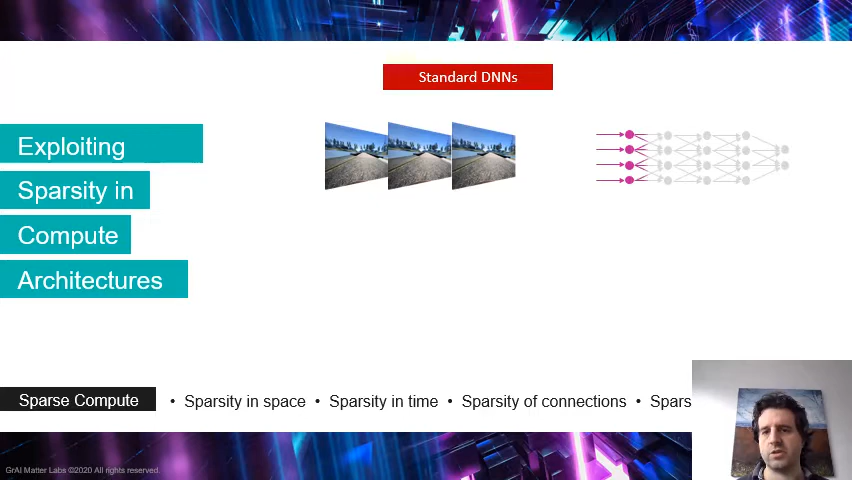 Standard DNNs
Exploiting
Sparsity in
Compute
Architectures
Sparse Compute
• Sparsity in space • Sparsity in time • Sparsity of connections • Spars
GrAI Matter Labs ©2020 All rights reserved.